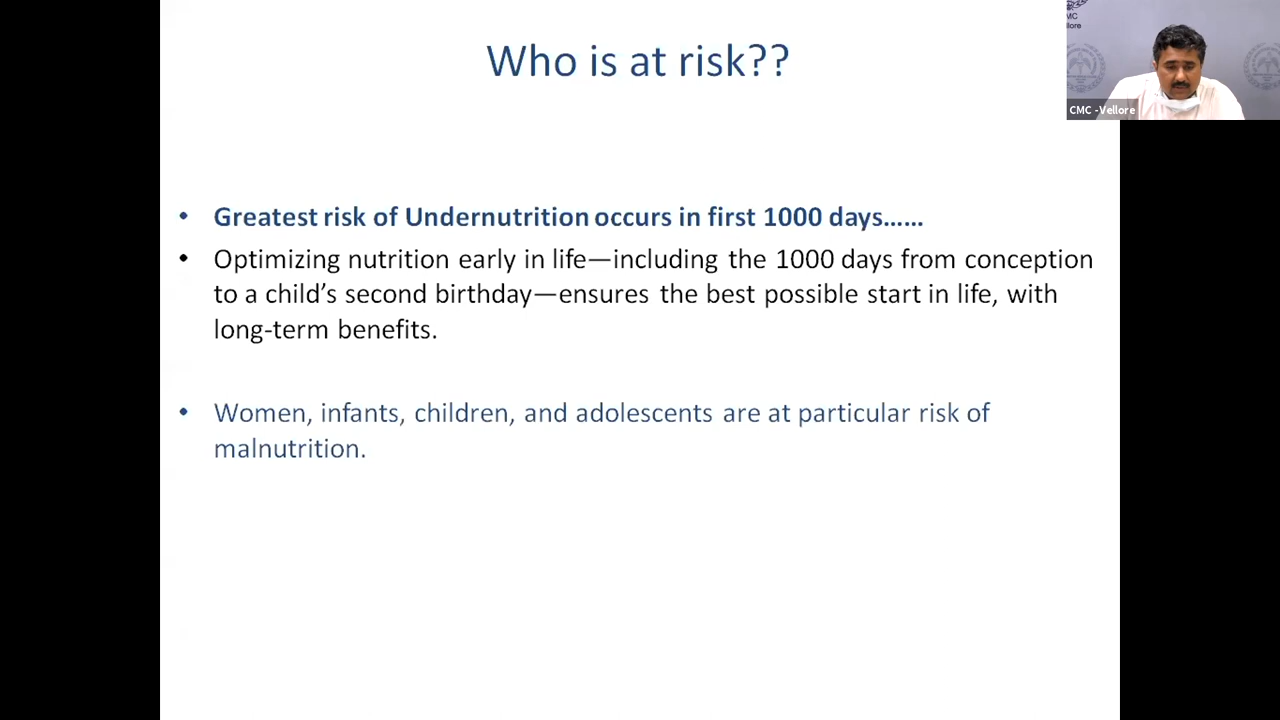 Who is at risk??
MC
llore
CMC -Vellore
• Greatest risk of Undernutrition occurs in first 1000 days……
• Optimizing nutrition early in life—including the 1000 days from conception
to a child’s second birthday—ensures the best possible start in life, with
long-term benefits.
• Women, infants, children, and adolescents are at particular risk of
malnutrition.